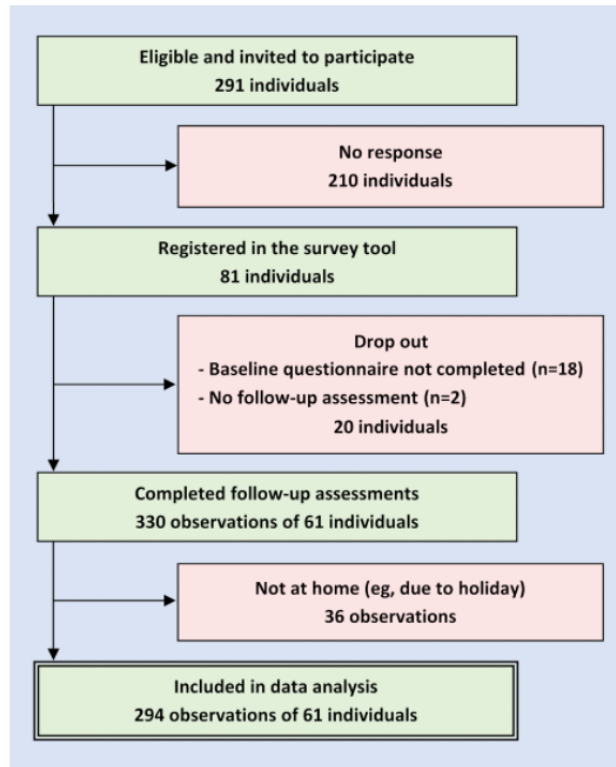 Eligible and invited to participate
291 individuals
No response
210 individuals
Registered in the survey tool
81 individuals
Drop out
- Baseline questionnaire not completed (n=18)
- No follow-up assessment (n=2)
20 individuals
Completed follow-up assessments
330 observations of 61 individuals
Not at home (eg, due to holiday)
36 observations
Included in data analysis
294 observations of 61 individuals